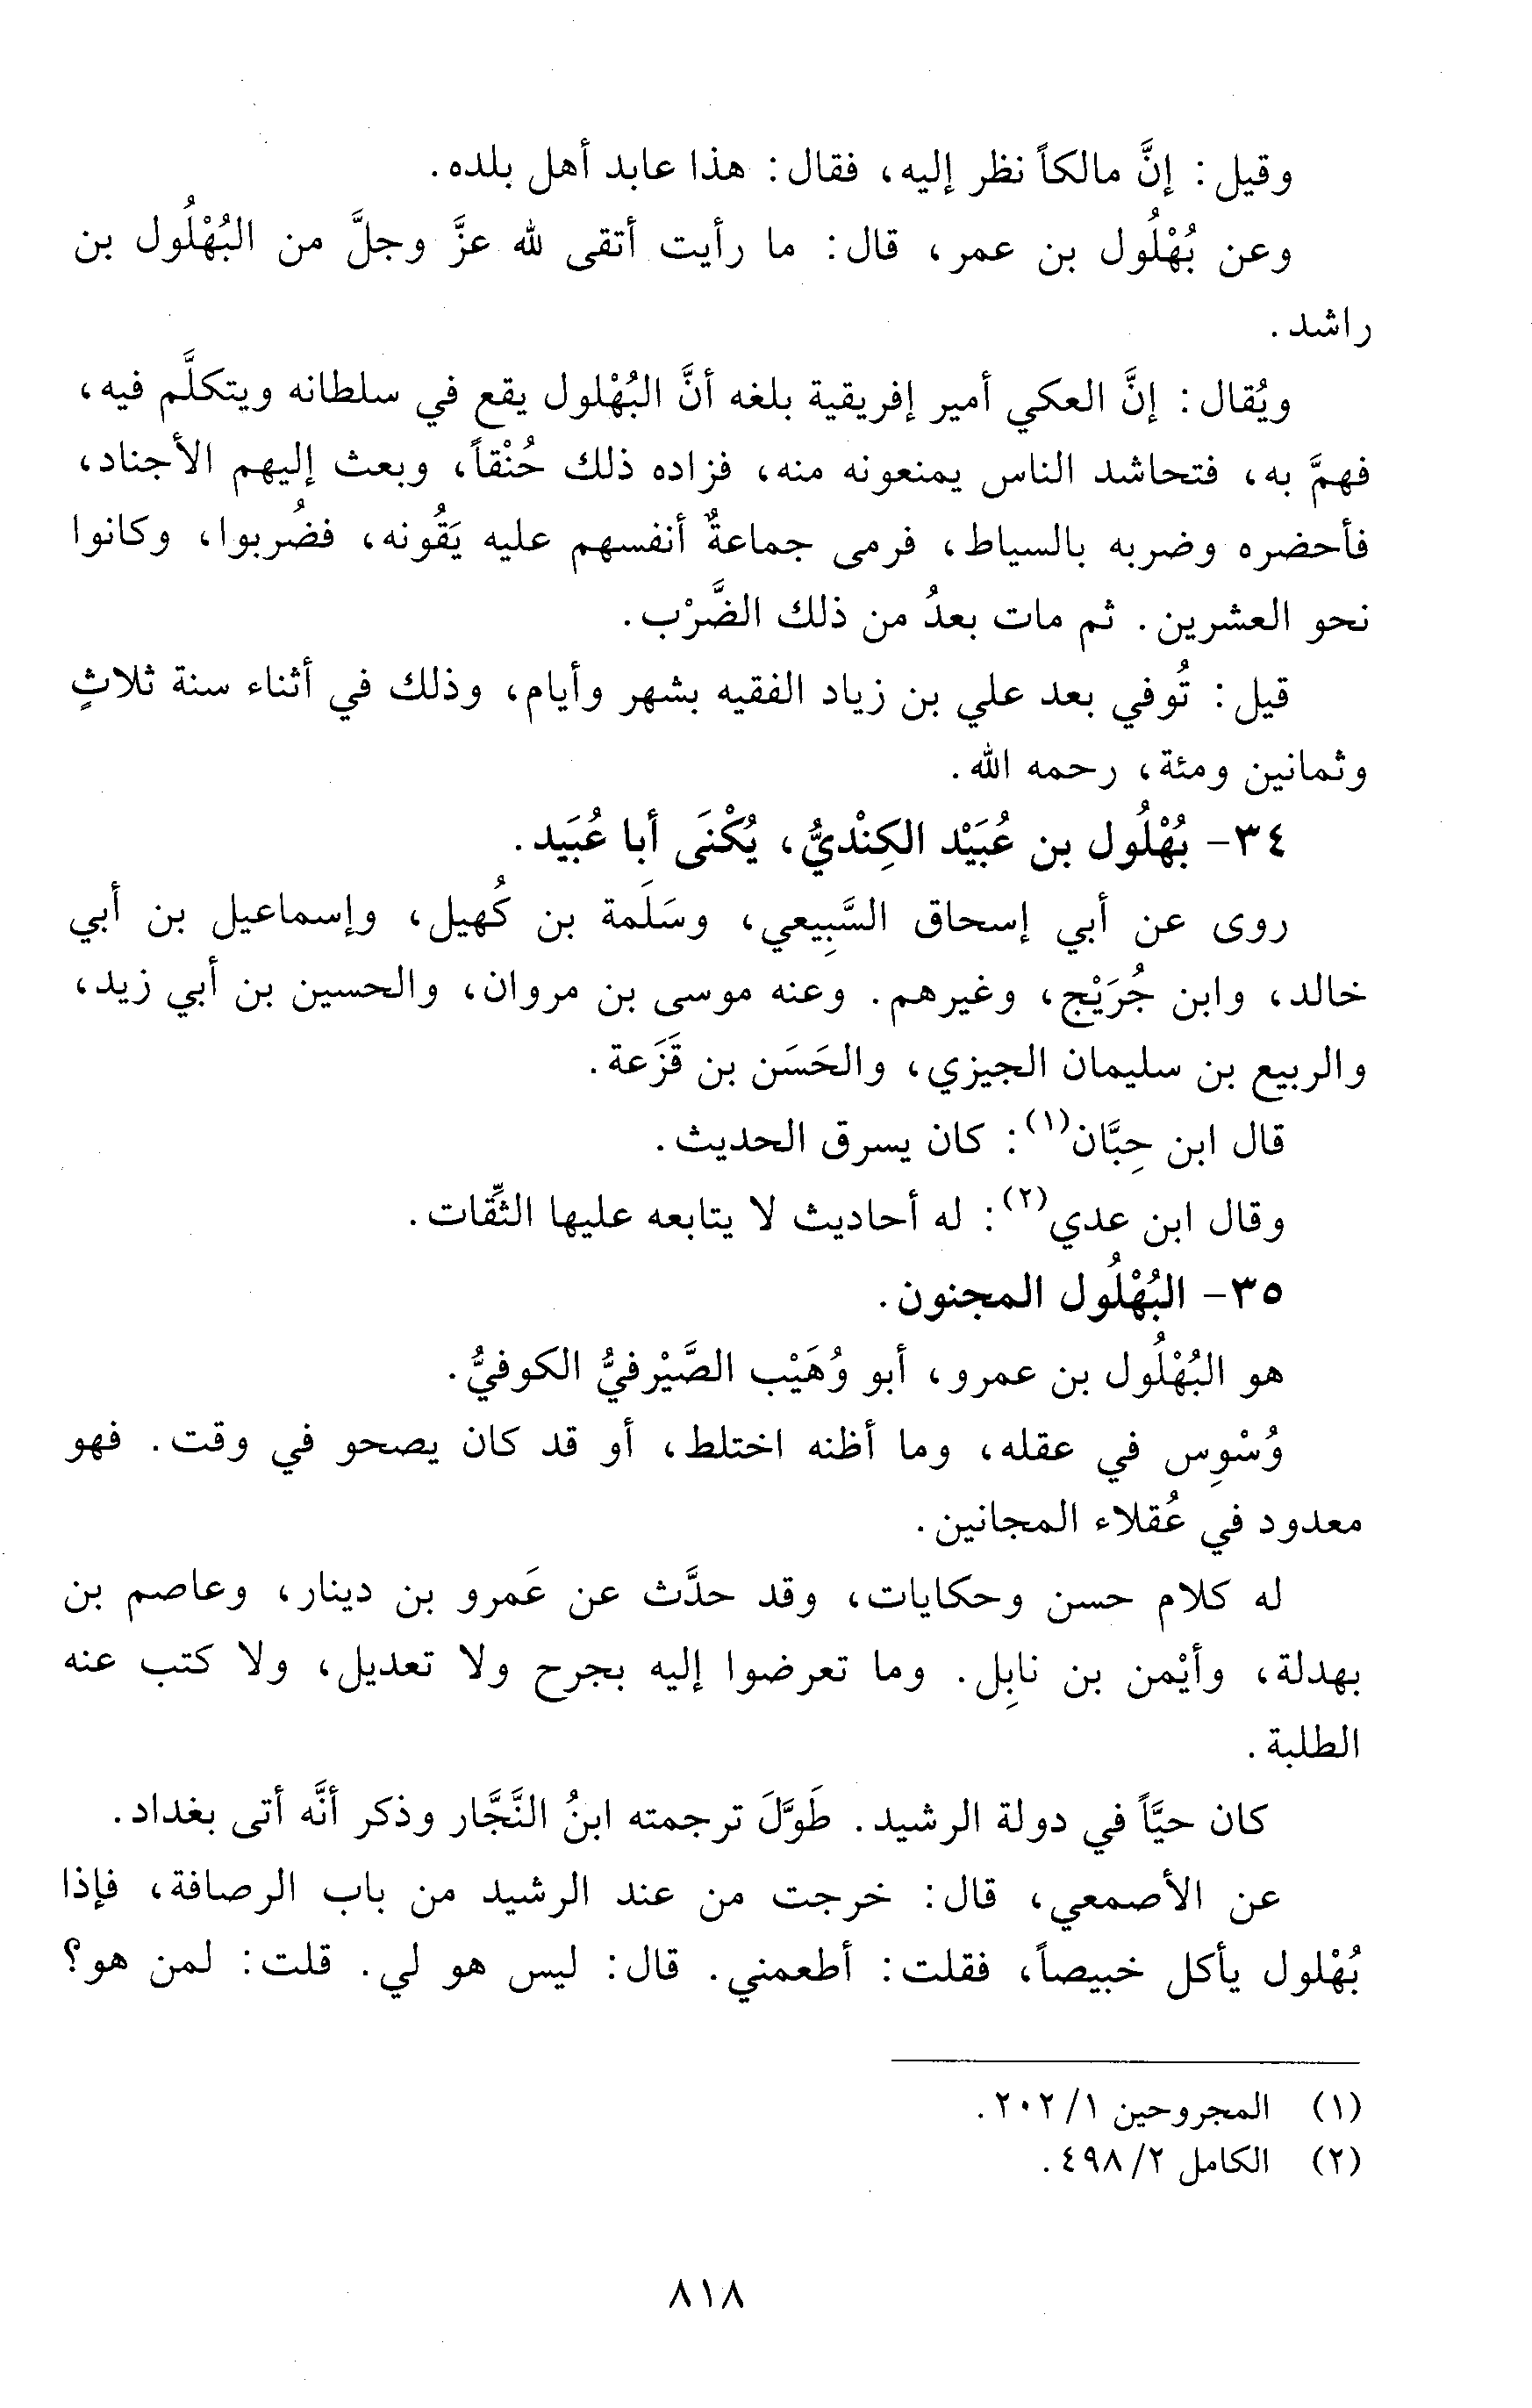 وقيل: إنَّ مالكاً نظر إليه، فقال: هذا عابد أهل بلده.
وعن بُهْلُول بن عمر، قال: ما رأيت أتقى لله عزَّ وجلَّ من البُهْلُول بن
راشد.
ويُقال: إنَّ العكي أمير إفريقية بلغه أنَّ البُهْلول يقع في سلطانه ويتكلَّم فيه،
فهمَّ به، فتحاشد الناس يمنعونه منه، فزاده ذلك حُنْقاً، وبعث إليهم الأجناد،
فأحضره وضربه بالسياط، فرمى جماعةٌ أنفسهم عليه يَقُونه، فضُربوا، وكانوا
نحو العشرين. ثم مات بعدُ من ذلك الضَّرْب.
قيل: تُوفي بعد علي بن زياد الفقيه بشهر وأيام، وذلك في أثناء سنة ثلاثٍ
وثمانين ومئة، رحمه الله.
٣٤- بُهْلُول بن عُبَيْد الكِنْديُّ، يُكْنَى أبا عُبَيد.
روى عن أبي إسحاق السَّبِيعي، وسَلَمة بن كُهيل، وإسماعيل بن أبي
خالد، وابن جُرَيْج، وغيرهم. وعنه موسى بن مروان، والحسين بن أبي زيد،
والربيع بن سليمان الجيزي، والحَسَن بن قَزَعة.
قال ابن حِبَّان(١): كان يسرق الحديث.
وقال ابن عدي(٢): له أحاديث لا يتابعه عليها الثِّقات.
٣٥- البُهْلُول المجنون.
هو البُهْلُول بن عمرو، أبو وُهَيْب الصَّيْرفيُّ الكوفيُّ.
وُسْوِس في عقله، وما أظنه اختلط، أو قد كان يصحو في وقت. فهو
معدود في عُقلاء المجانين.
له كلام حسن وحكايات، وقد حدَّث عن عَمرو بن دينار، وعاصم بن
بهدلة، وأيْمن بن نابِل. وما تعرضوا إليه بجرح ولا تعديل، ولا كتب عنه
الطلبة.
كان حيَّاً في دولة الرشيد. طَوَّلَ ترجمته ابنُ النَّجَّار وذكر أنَّه أتى بغداد.
عن الأصمعي، قال: خرجت من عند الرشيد من باب الرصافة، فإذا
بُهْلول يأكل خبيصاً، فقلت: أطعمني. قال: ليس هو لي. قلت: لمن هو؟
(١) المجروحين ١/ ٢٠٢.
(٢) الكامل ٢/ ٤٩٨.
٨١٨